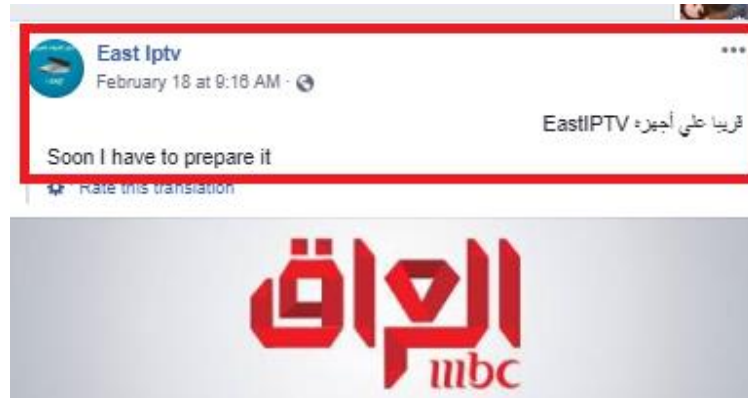 East Iptv
February 18 at 9:16 AM ·
قريبا علي أجهزه EastIPTV
Soon I have to prepare it
Rate this translation
العراق
mbc